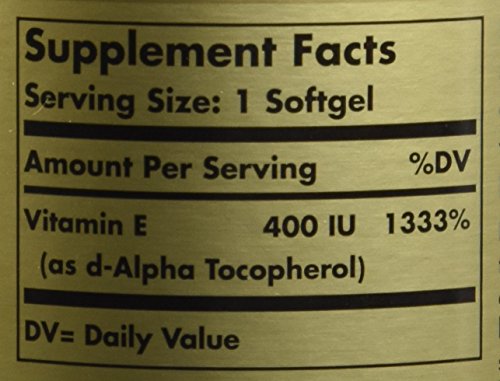 Supplement Facts
Serving Size: 1 Softgel
Amount Per Serving %DV
Vitamin E 400 IU 1333%
(as d-Alpha Tocopherol)
DV= Daily Value